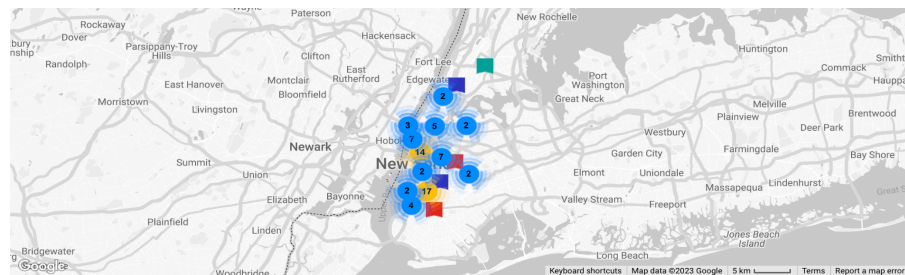 Paterson
New Rochelle
Rockaway
Dover
Hackensack
Huntington
Parsippany-Troy
Hills
Clifton
Fort Lee
Randolph
Commack
East
Rutherford
Edgewater
Port
Washington
Smithtown
East Hanover
Montclair
Bloomfield
Great Neck
Melville
Morristown
Livingston
Plainview
Brentwood
Deer Park
Westbury
Newark
Hobo
Garden City
Farmingdale
Bay Shore
Summit
New
Elmont
Uniondale
Union
Massapequa
Lindenhurst
Elizabeth
Bayonne
Valley Stream
Freeport
Plainfield
Linden
Jones Beach
Island
Bridgewater
Long Beach
Woodbridge
2
3
5
2
7
14
7
2
2
2
17
4
Google
Keyboard shortcuts
Map data ©2023 Google
5 km
Terms
Report a map error